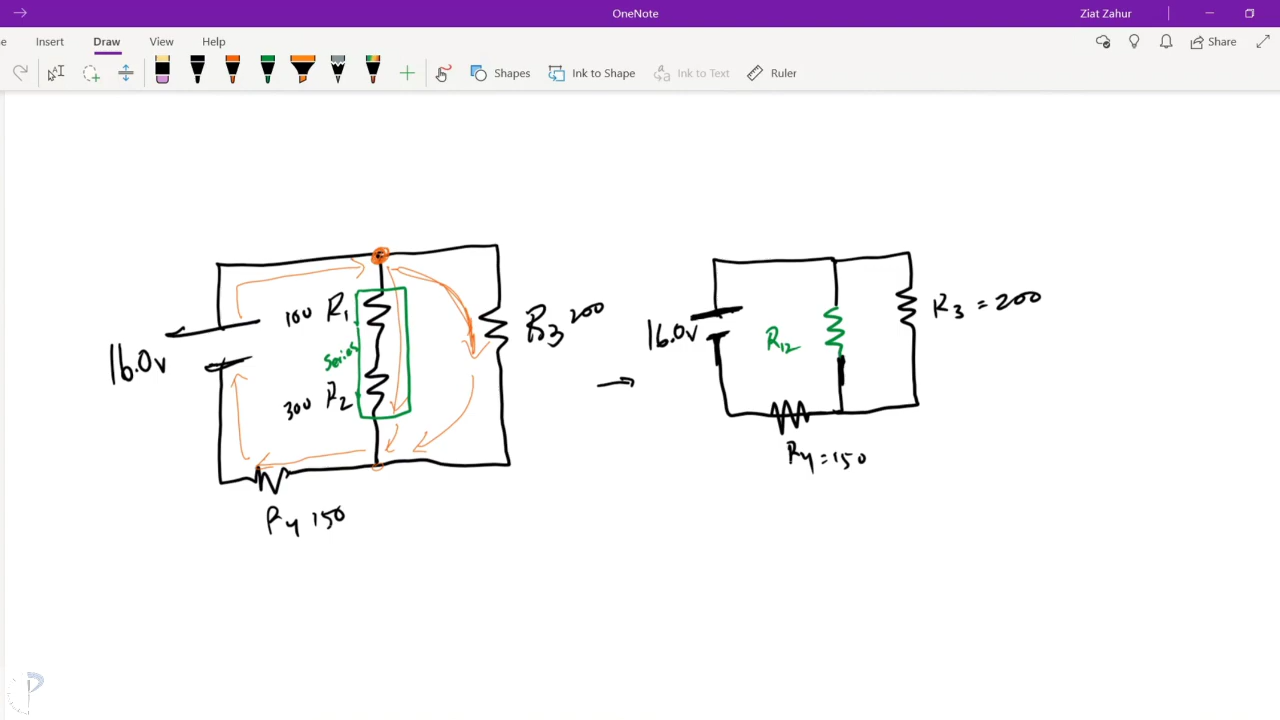 OneNote
Ziat Zahur
Insert
Draw
View
Help
Share
Shapes
Ink to Shape
Ink to Text
Ruler
16.0v
100 R1
Series
300 R2
R3 200
R4 150
16.0v
R12
R3 = 200
R4 = 150